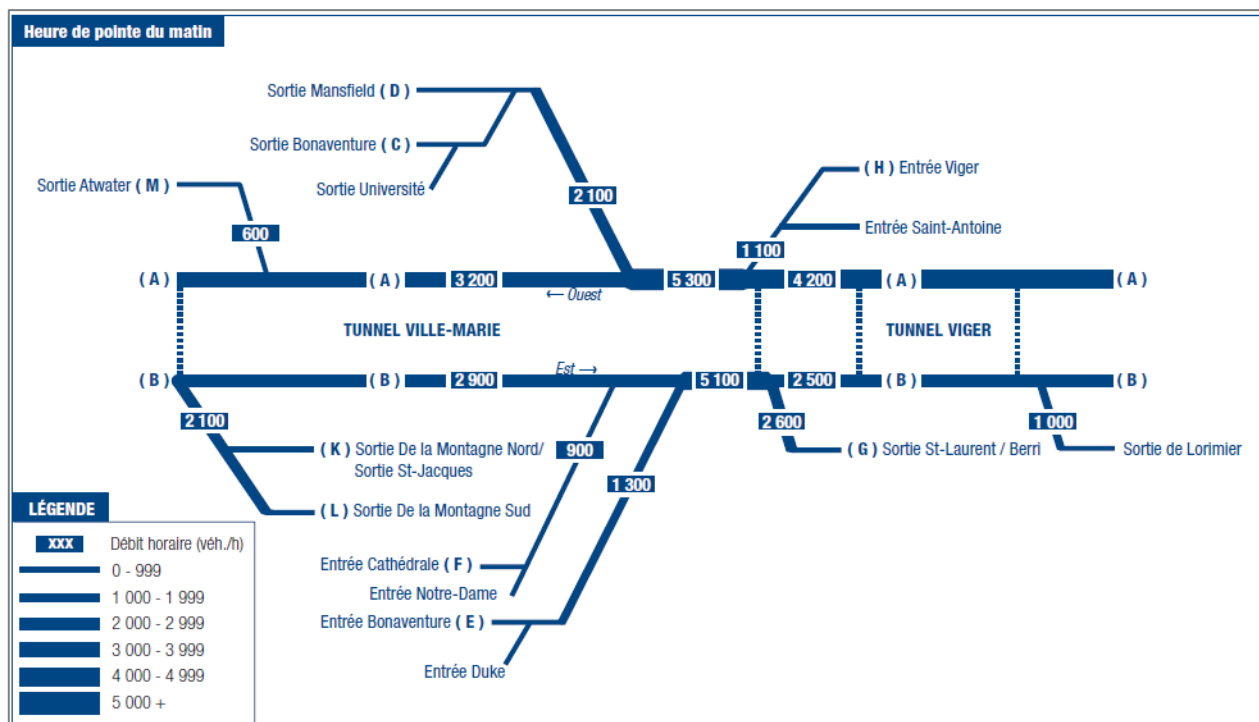 Heure de pointe du matin
Sortie Mansfield ( D )
Sortie Bonaventure ( C )
Sortie Université
Sortie Atwater ( M )
( H ) Entrée Viger
Entrée Saint-Antoine
2 100
600
1 100
( A )
( A )
3 200
5 300
4 200
( A )
( A )
← Ouest
TUNNEL VILLE-MARIE
TUNNEL VIGER
Est →
( B )
( B )
2 900
5 100
2 500
( B )
( B )
2 100
2 600
1 000
( K ) Sortie De la Montagne Nord/
Sortie St-Jacques
900
( G ) Sortie St-Laurent / Berri
Sortie de Lorimier
1 300
( L ) Sortie De la Montagne Sud
Entrée Cathédrale ( F )
Entrée Notre-Dame
Entrée Bonaventure ( E )
Entrée Duke
LÉGENDE
XXX Débit horaire (véh./h)
0 - 999
1 000 - 1 999
2 000 - 2 999
3 000 - 3 999
4 000 - 4 999
5 000 +